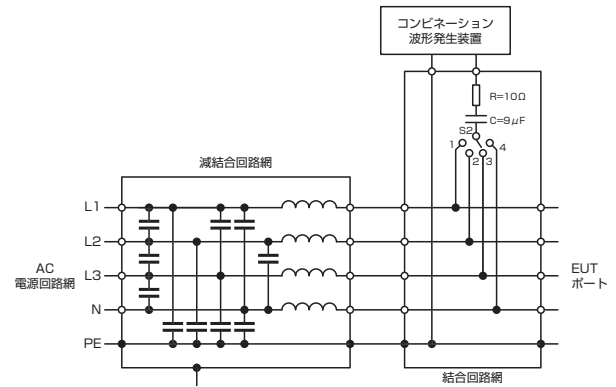 コンビネーション
波形発生装置
R=10Ω
C=9μF
S2
1
4
2
3
減結合回路網
L1
L2
L3
N
PE
AC
電源回路網
EUT
ポート
結合回路網